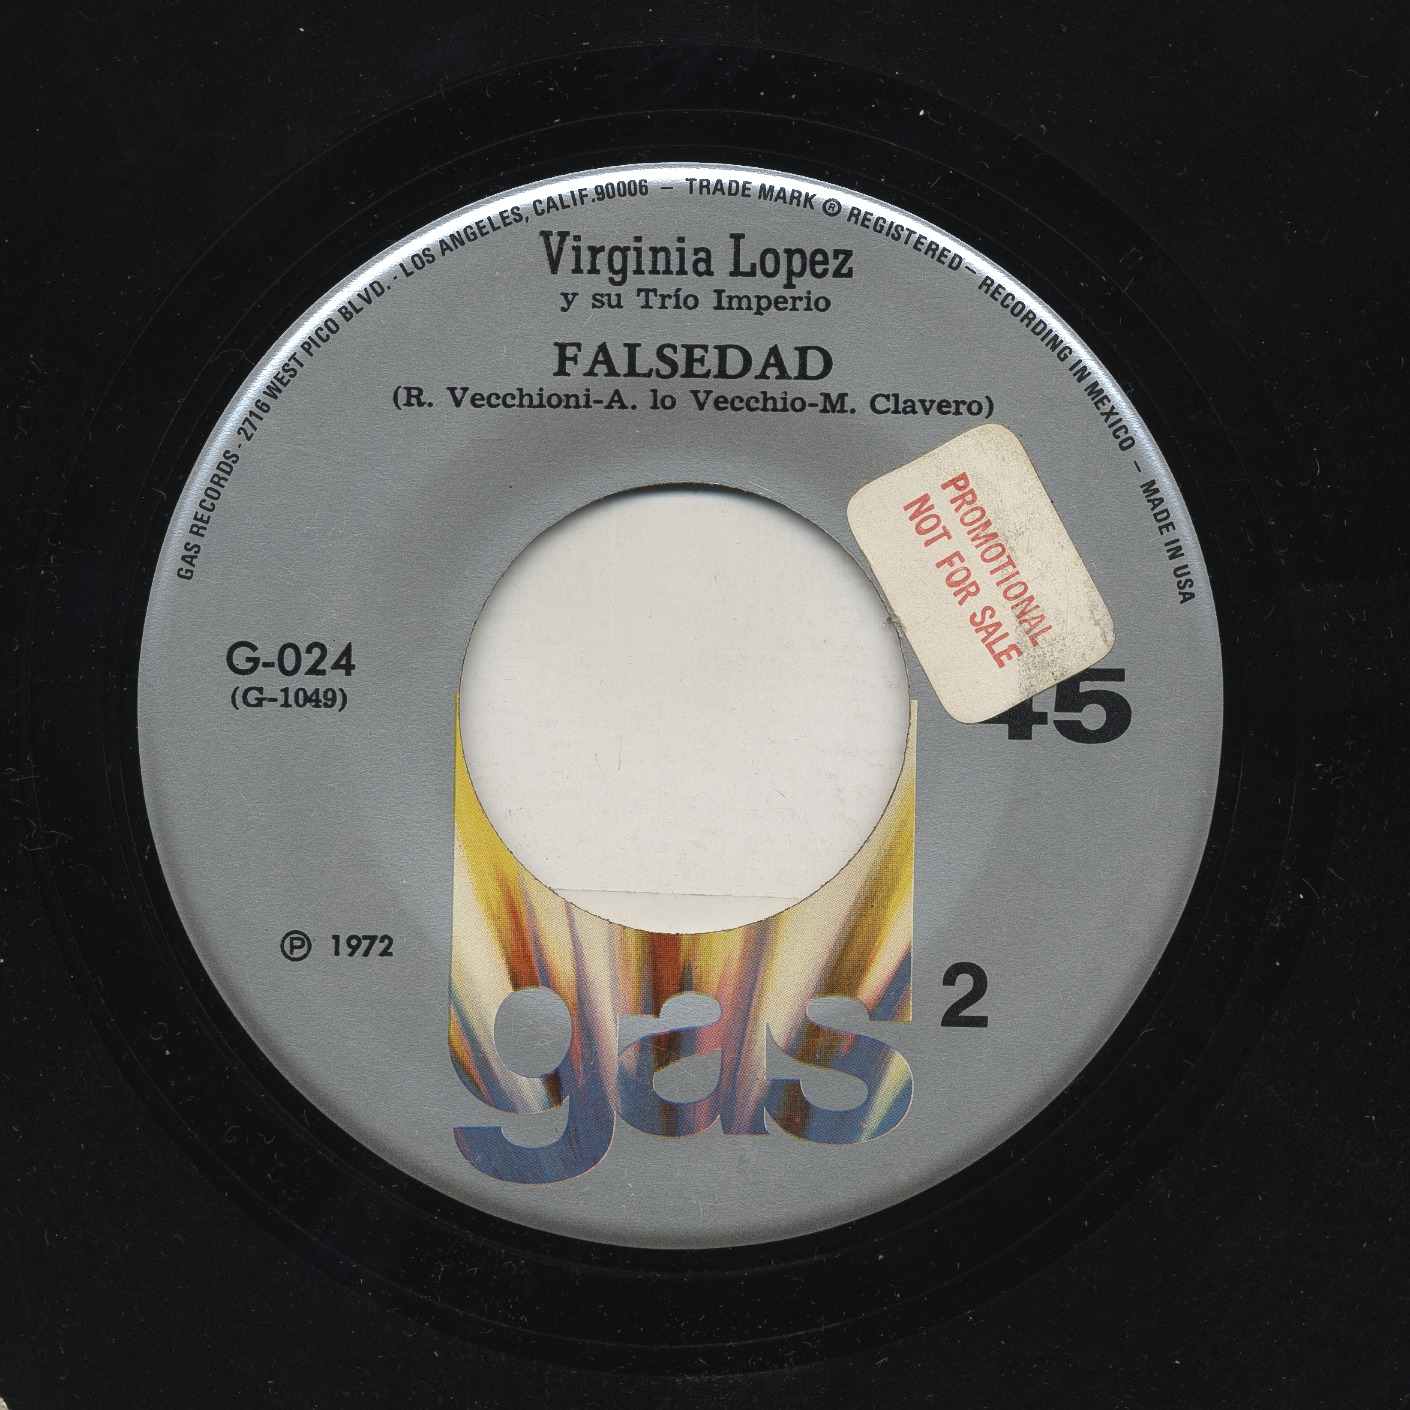 GAS RECORDS - 2716 WEST PICO BLVD. - LOS ANGELES, CALIF.90006 – TRADE MARK ® REGISTERED – RECORDING IN MEXICO – MADE IN USA
Virginia Lopez
y su Trío Imperio
FALSEDAD
(R. Vecchioni-A. lo Vecchio-M. Clavero)
PROMOTIONAL
NOT FOR SALE
G-024
(G-1049)
45
℗ 1972
2
gas